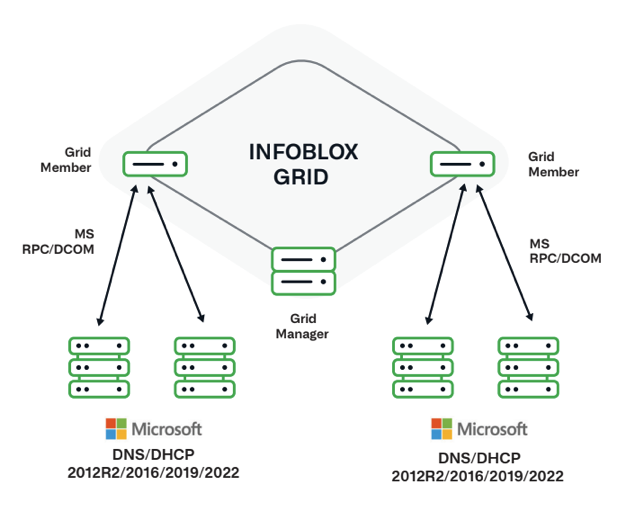 INFOBLOX
GRID
Grid
Member
Grid
Member
MS
RPC/DCOM
MS
RPC/DCOM
Grid
Manager
Microsoft
DNS/DHCP
2012R2/2016/2019/2022
Microsoft
DNS/DHCP
2012R2/2016/2019/2022